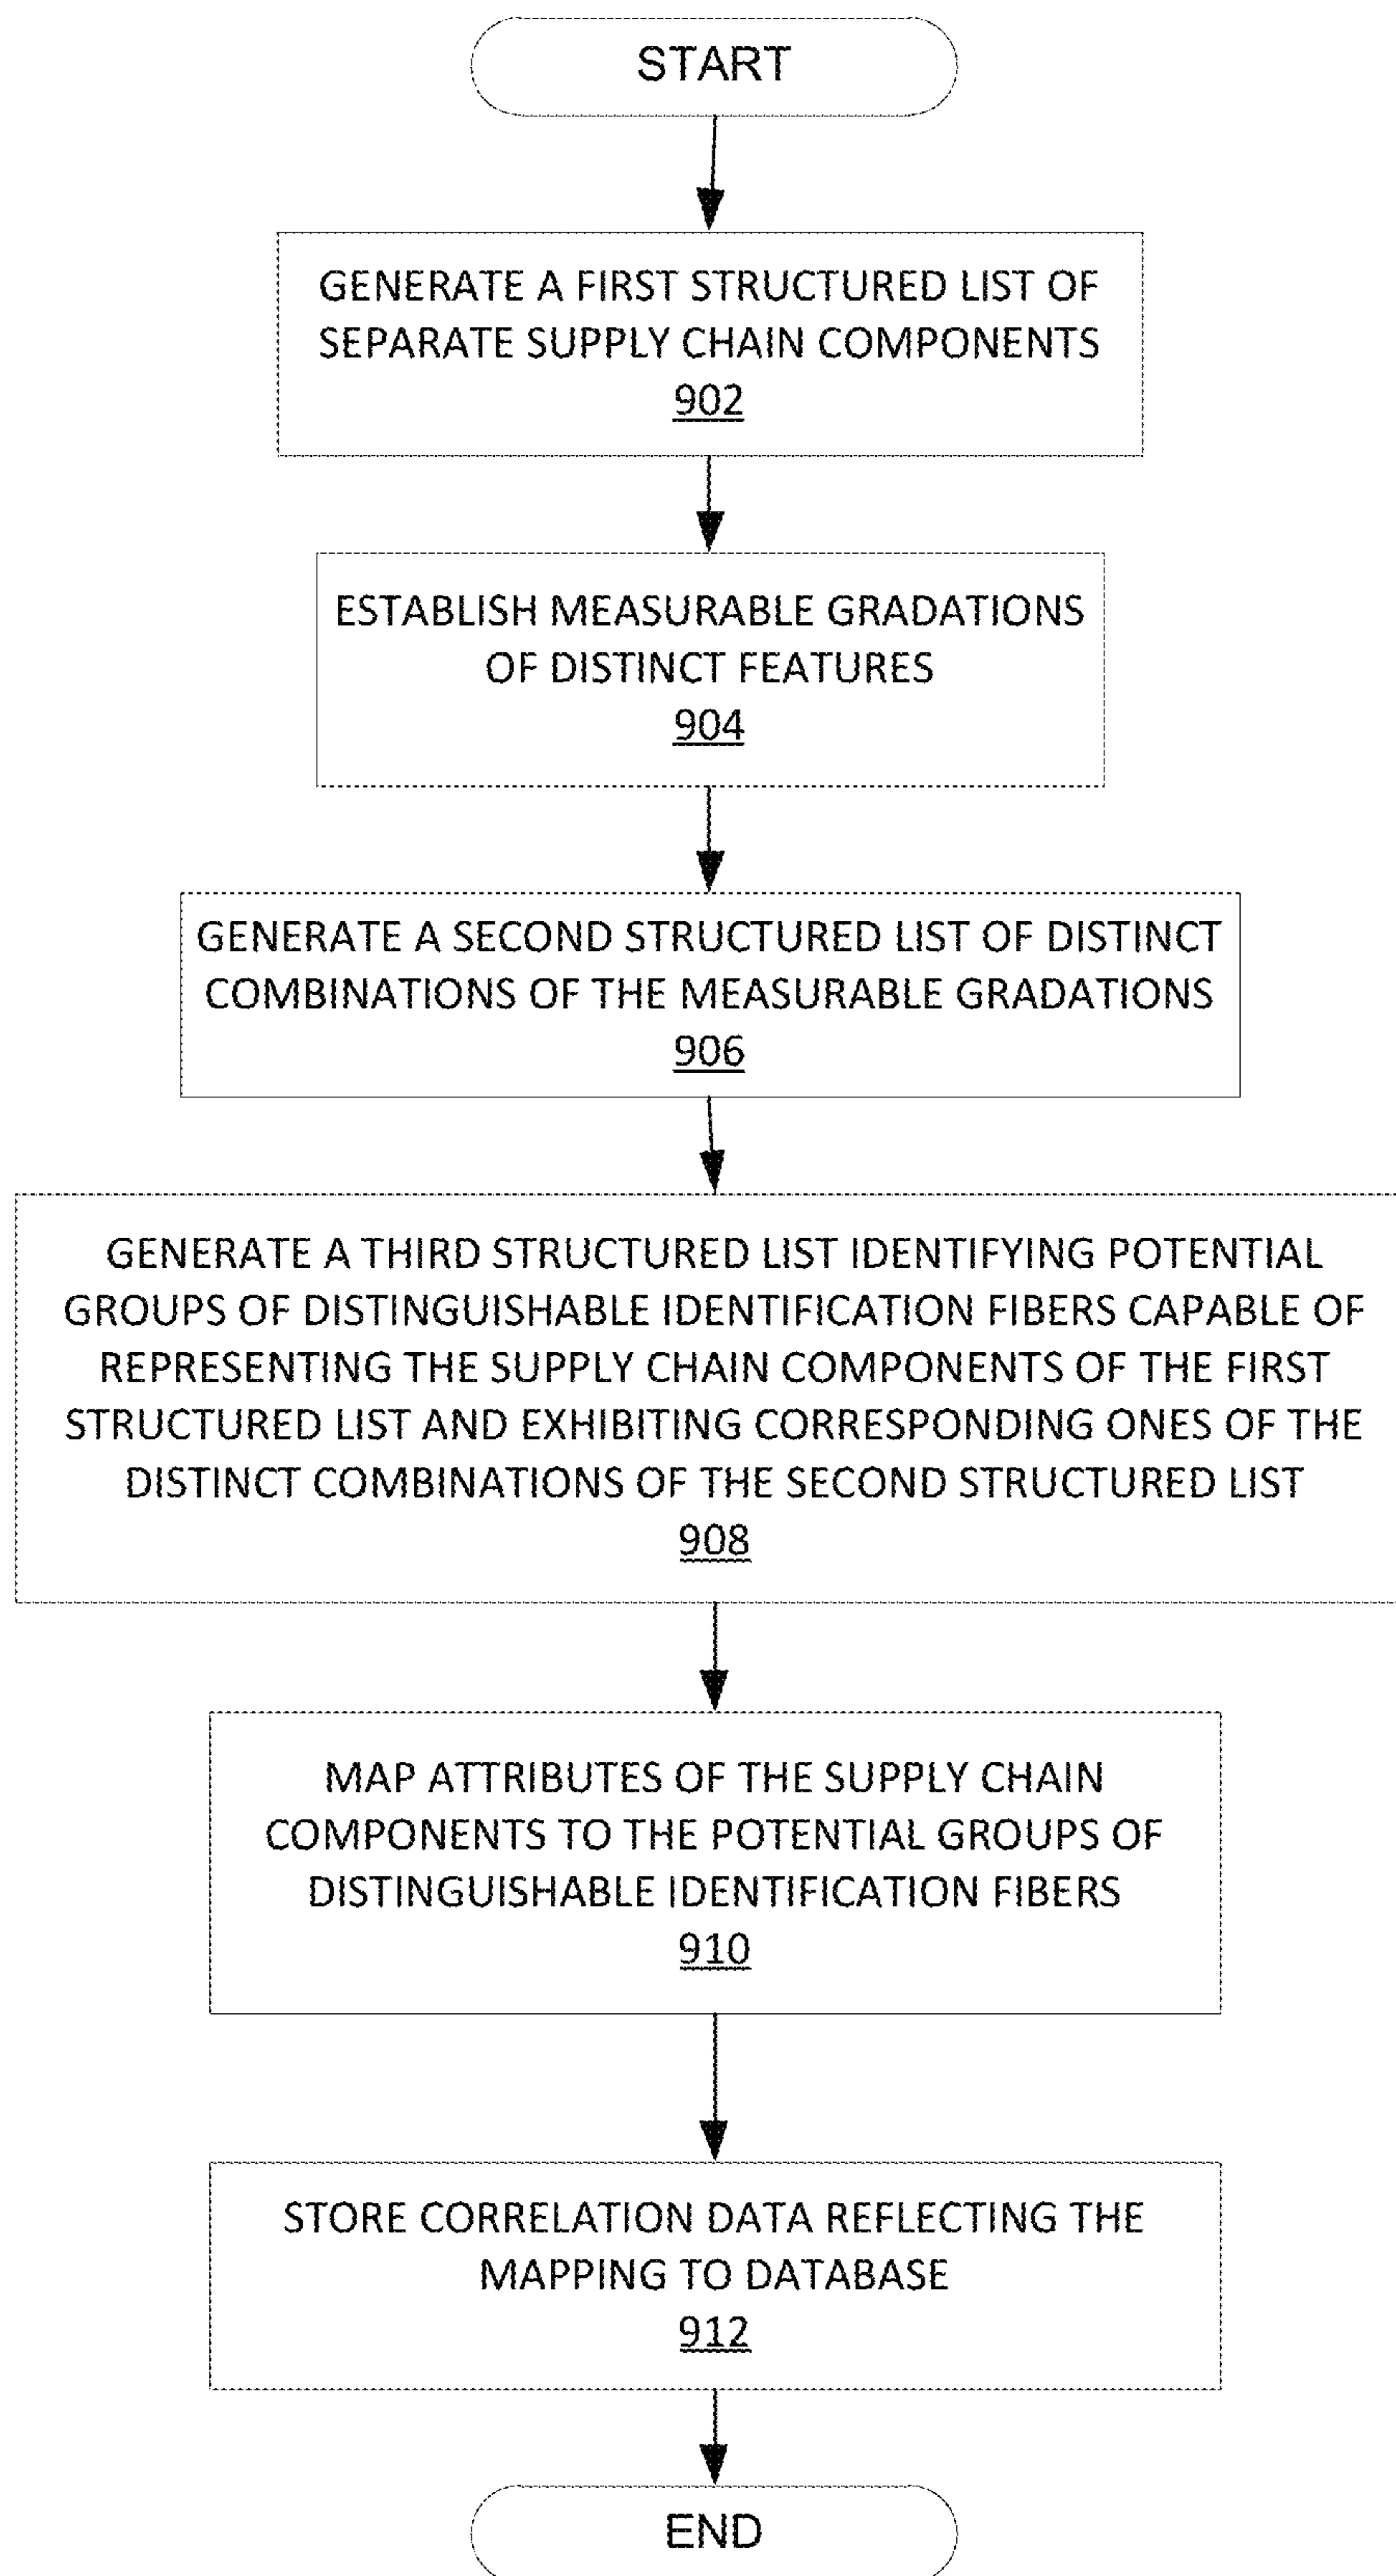 START
GENERATE A FIRST STRUCTURED LIST OF
SEPARATE SUPPLY CHAIN COMPONENTS
902
ESTABLISH MEASURABLE GRADATIONS
OF DISTINCT FEATURES
904
GENERATE A SECOND STRUCTURED LIST OF DISTINCT
COMBINATIONS OF THE MEASURABLE GRADATIONS
906
GENERATE A THIRD STRUCTURED LIST IDENTIFYING POTENTIAL
GROUPS OF DISTINGUISHABLE IDENTIFICATION FIBERS CAPABLE OF
REPRESENTING THE SUPPLY CHAIN COMPONENTS OF THE FIRST
STRUCTURED LIST AND EXHIBITING CORRESPONDING ONES OF THE
DISTINCT COMBINATIONS OF THE SECOND STRUCTURED LIST
908
MAP ATTRIBUTES OF THE SUPPLY CHAIN
COMPONENTS TO THE POTENTIAL GROUPS OF
DISTINGUISHABLE IDENTIFICATION FIBERS
910
STORE CORRELATION DATA REFLECTING THE
MAPPING TO DATABASE
912
END